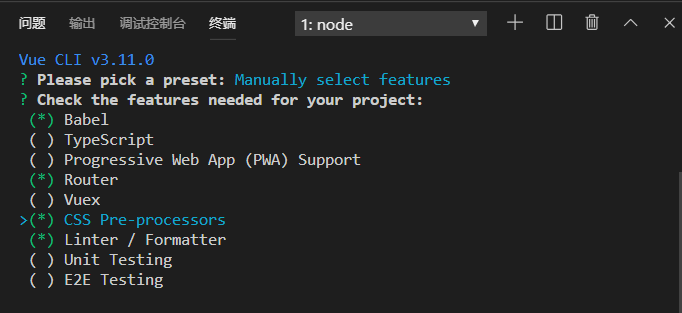 问题 输出 调试控制台 终端 1: node
Vue CLI v3.11.0
? Please pick a preset: Manually select features
? Check the features needed for your project:
(*) Babel
( ) TypeScript
( ) Progressive Web App (PWA) Support
(*) Router
( ) Vuex
>(*) CSS Pre-processors
(*) Linter / Formatter
( ) Unit Testing
( ) E2E Testing